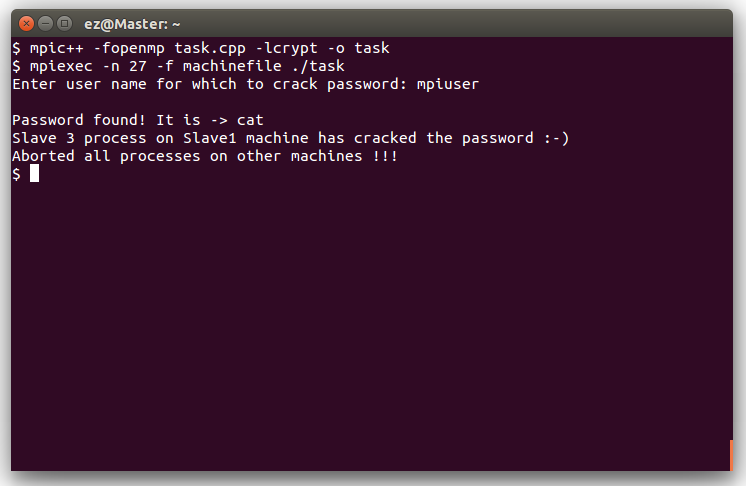 ez@Master: ~
$ mpic++ -fopenmp task.cpp -lcrypt -o task
$ mpiexec -n 27 -f machinefile ./task
Enter user name for which to crack password: mpiuser
Password found! It is -> cat
Slave 3 process on Slave1 machine has cracked the password :-)
Aborted all processes on other machines !!!
$